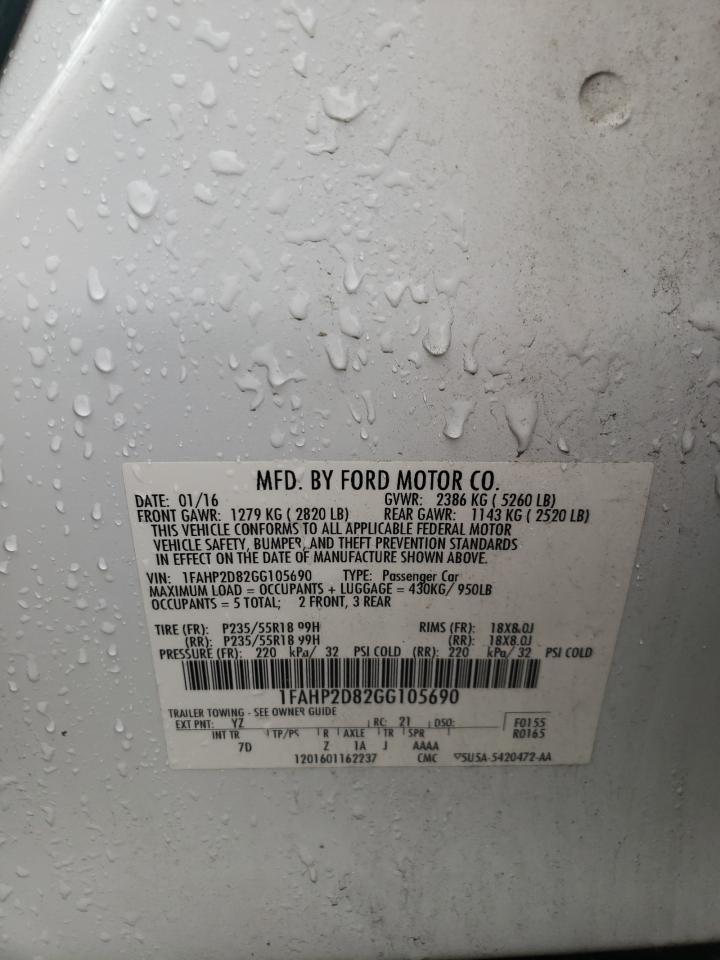 MFD. BY FORD MOTOR CO.
DATE: 01/16 GVWR: 2386 KG ( 5260 LB)
FRONT GAWR: 1279 KG ( 2820 LB) REAR GAWR: 1143 KG ( 2520 LB)
THIS VEHICLE CONFORMS TO ALL APPLICABLE FEDERAL MOTOR
VEHICLE SAFETY, BUMPER, AND THEFT PREVENTION STANDARDS
IN EFFECT ON THE DATE OF MANUFACTURE SHOWN ABOVE.
VIN: 1FAHP2D82GG105690 TYPE: Passenger Car
MAXIMUM LOAD = OCCUPANTS + LUGGAGE = 430KG/ 950LB
OCCUPANTS = 5 TOTAL; 2 FRONT, 3 REAR
TIRE (FR): P235/55R18 99H RIMS (FR): 18X8.0J
(RR): P235/55R18 99H (RR): 18X8.0J
PRESSURE (FR): 220 kPa/ 32 PSI COLD (RR): 220 kPa/ 32 PSI COLD
1FAHP2D82GG105690
TRAILER TOWING - SEE OWNER GUIDE
EXT PNT: YZ RC: 21 DSO: F0155
INT TR TP/PS R AXLE TR SPR R0165
7D Z 1A J AAAA
1201601162237 CMC 5U5A-5420472-AA